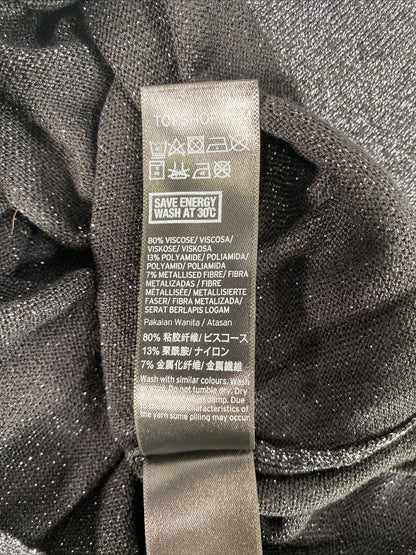 TOPSHOP
SAVE ENERGY
WASH AT 30°C
80% VISCOSE/ VISCOSA/
VISKOSE/ VISKOSA
13% POLYAMIDE/ POLIAMIDA/
POLYAMID/ POLIAMIDA
7% METALLISED FIBRE/ FIBRA
METALIZADAS / FIBRE
MÉTALLISÉE/ METALLISIERTE
FASER/ FIBRA METALIZADA/
SERAT BERLAPIS LOGAM
Pakaian Wanita / Atasan
80% 粘胶纤维/ ビスコース
13% 聚酰胺/ ナイロン
7% 金属化纤维/ 金属繊維
Wash with similar colours. Wash
Do not tumble dry. Dry
damp. Due to
characteristics of
the yarn some pilling may occur.